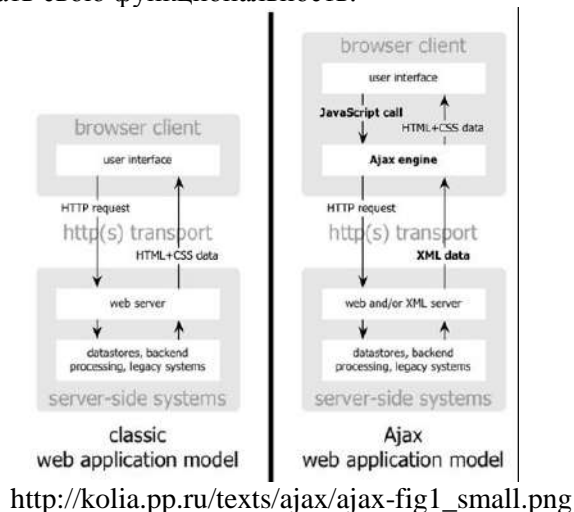 ать свою функциональность.
browser client
user interface
HTTP request
http(s) transport
HTML+CSS data
web server
datastores, backend
processing, legacy systems
server-side systems
classic
web application model
browser client
user interface
JavaScript call
HTML+CSS data
Ajax engine
HTTP request
http(s) transport
XML data
web and/or XML server
datastores, backend
processing, legacy systems
server-side systems
Ajax
web application model
http://kolia.pp.ru/texts/ajax/ajax-fig1_small.png